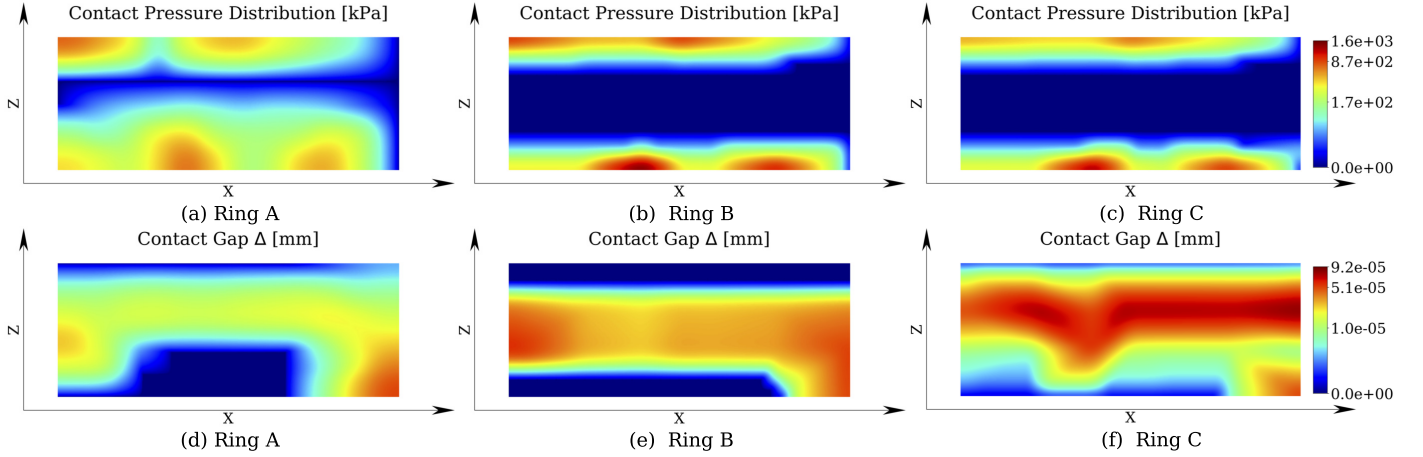 Contact Pressure Distribution [kPa]
Contact Pressure Distribution [kPa]
Contact Pressure Distribution [kPa]
Z
Z
Z
1.6e+03
8.7e+02
1.7e+02
0.0e+00
X
X
X
(a) Ring A
(b) Ring B
(c) Ring C
Contact Gap Δ [mm]
Contact Gap Δ [mm]
Contact Gap Δ [mm]
Z
Z
Z
9.2e-05
5.1e-05
1.0e-05
0.0e+00
X
X
X
(d) Ring A
(e) Ring B
(f) Ring C